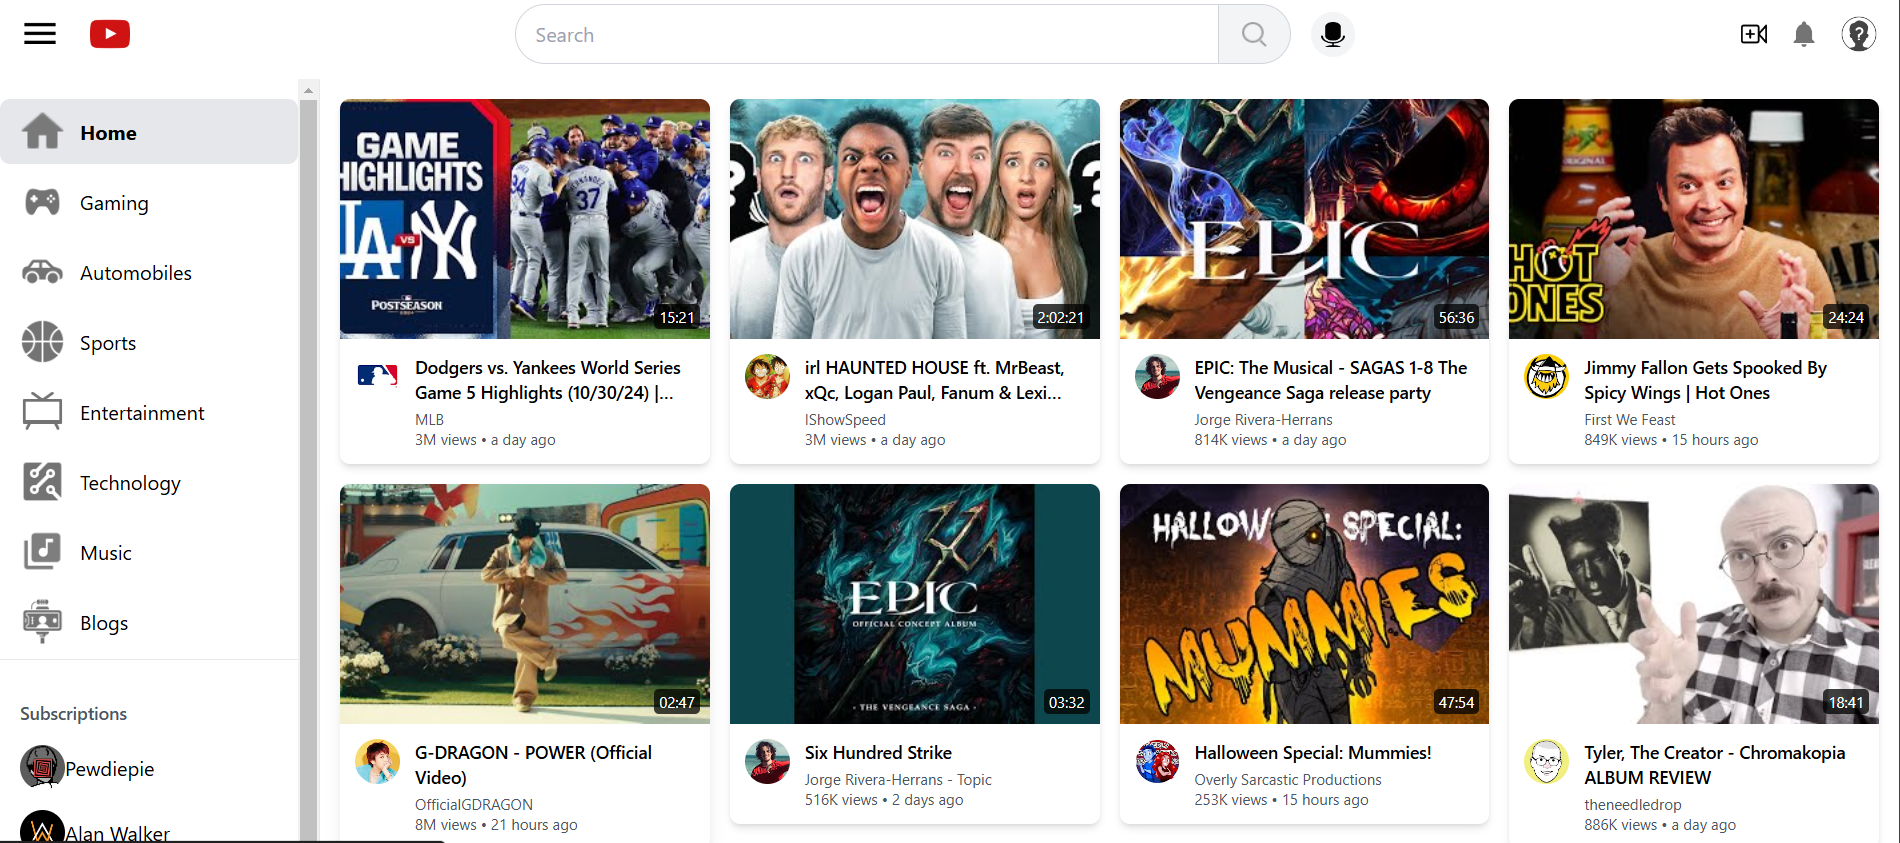 Search
Home
Gaming
Automobiles
Sports
Entertainment
Technology
Music
Blogs
Subscriptions
Pewdiepie
Alan Walker
GAME
HIGHLIGHTS
24
HERNÁNDEZ
37
LA VS NY
POSTSEASON
15:21
Dodgers vs. Yankees World Series
Game 5 Highlights (10/30/24) |...
MLB
3M views • a day ago
?
?
2:02:21
irl HAUNTED HOUSE ft. MrBeast,
xQc, Logan Paul, Fanum & Lexi...
IShowSpeed
3M views • a day ago
EPIC
56:36
EPIC: The Musical - SAGAS 1-8 The
Vengeance Saga release party
Jorge Rivera-Herrans
814K views • a day ago
ORIGINAL
HOT
ONES
24:24
Jimmy Fallon Gets Spooked By
Spicy Wings | Hot Ones
First We Feast
849K views • 15 hours ago
02:47
G-DRAGON - POWER (Official
Video)
OfficialGDRAGON
8M views • 21 hours ago
EPIC
OFFICIAL CONCEPT ALBUM
· THE VENGEANCE SAGA ·
03:32
Six Hundred Strike
Jorge Rivera-Herrans - Topic
516K views • 2 days ago
HALLOW SPECIAL:
MUMMIES
47:54
Halloween Special: Mummies!
Overly Sarcastic Productions
253K views • 15 hours ago
18:41
Tyler, The Creator - Chromakopia
ALBUM REVIEW
theneedledrop
886K views • a day ago